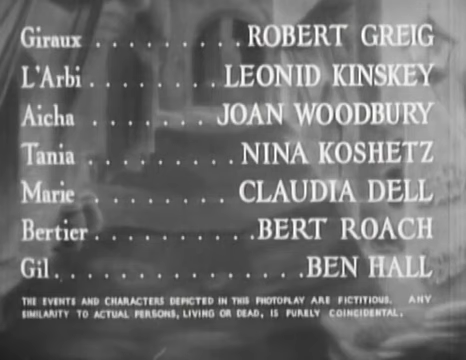 Giraux . . . . . . . . . ROBERT GREIG
L'Arbi . . . . . . . . LEONID KINSKEY
Aicha . . . . . . . JOAN WOODBURY
Tania . . . . . . . . . NINA KOSHETZ
Marie . . . . . . . . . CLAUDIA DELL
Bertier . . . . . . . . . . BERT ROACH
Gil . . . . . . . . . . . . . . . BEN HALL
THE EVENTS AND CHARACTERS DEPICTED IN THIS PHOTOPLAY ARE FICTITIOUS. ANY
SIMILARITY TO ACTUAL PERSONS, LIVING OR DEAD, IS PURELY COINCIDENTAL.